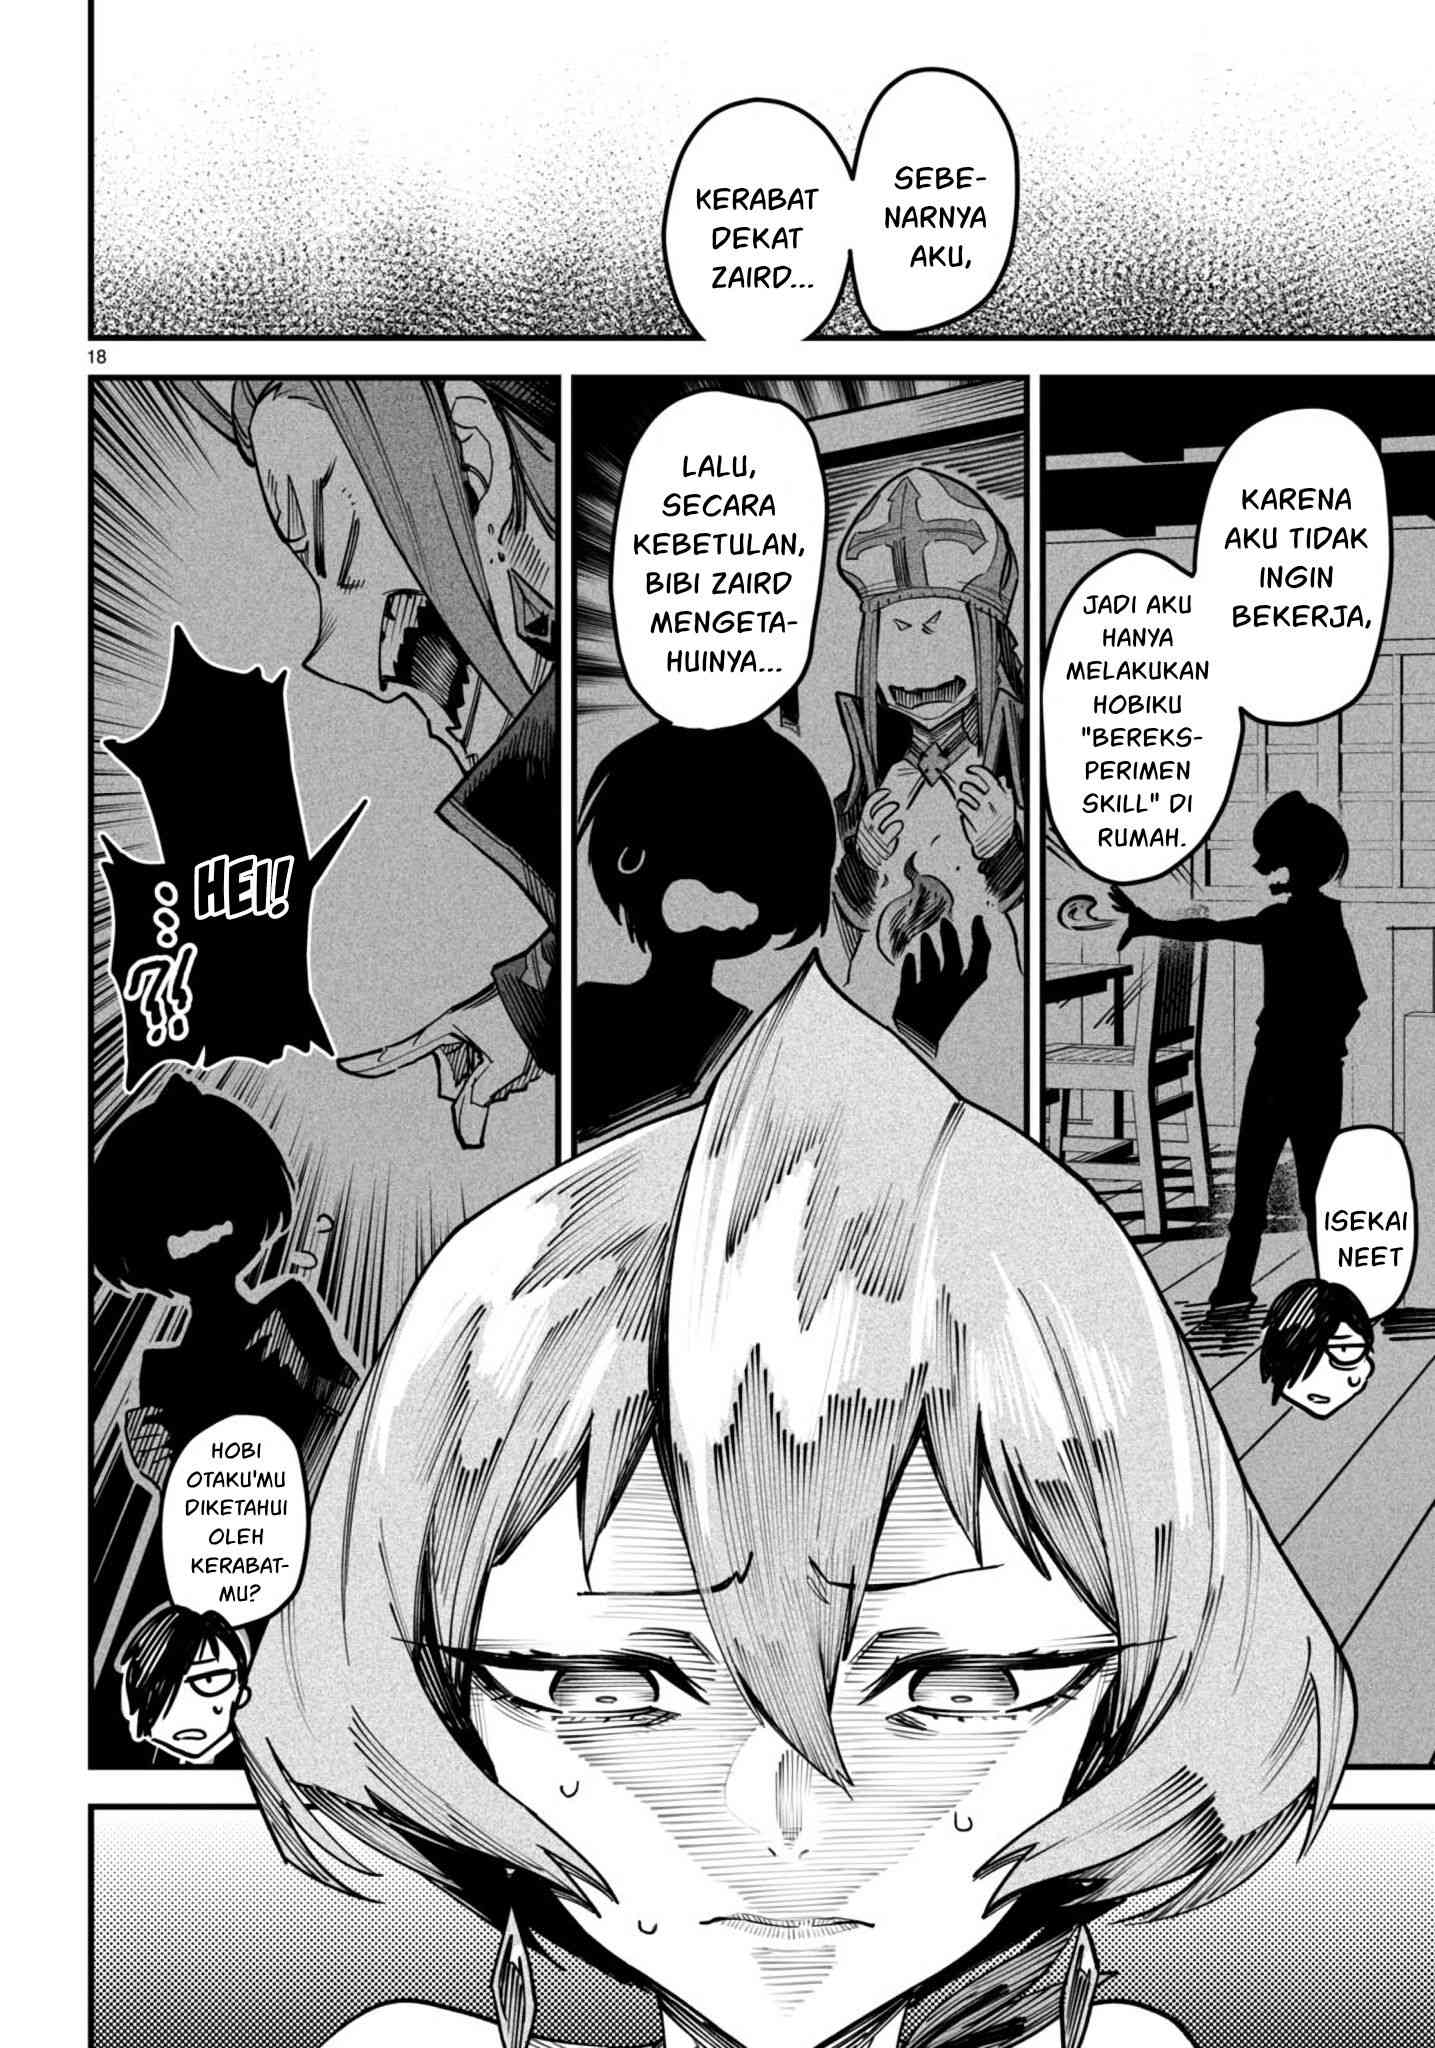 SEBE-
NARNYA
AKU,
KERABAT
DEKAT
ZAIRD...
18
KARENA
AKU TIDAK
INGIN
BEKERJA,
JADI AKU
HANYA
MELAKUKAN
HOBIKU
"BEREKS-
PERIMEN
SKILL" DI
RUMAH.
ISEKAI
NEET
LALU,
SECARA
KEBETULAN,
BIBI ZAIRD
MENGETA-
HUINYA...
HEI!
...?!
HOBI
OTAKU'MU
DIKETAHUI
OLEH
KERABAT-
MU?